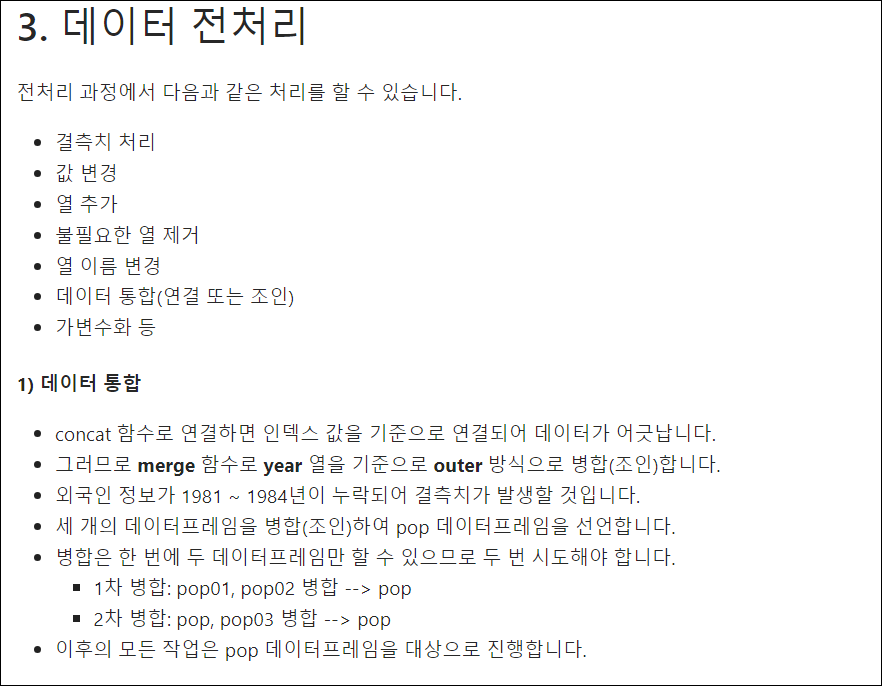 3. 데이터 전처리
전처리 과정에서 다음과 같은 처리를 할 수 있습니다.
• 결측치 처리
• 값 변경
• 열 추가
• 불필요한 열 제거
• 열 이름 변경
• 데이터 통합(연결 또는 조인)
• 가변수화 등
1) 데이터 통합
• concat 함수로 연결하면 인덱스 값을 기준으로 연결되어 데이터가 어긋납니다.
• 그러므로 merge 함수로 year 열을 기준으로 outer 방식으로 병합(조인)합니다.
• 외국인 정보가 1981 ~ 1984년이 누락되어 결측치가 발생할 것입니다.
• 세 개의 데이터프레임을 병합(조인)하여 pop 데이터프레임을 선언합니다.
• 병합은 한 번에 두 데이터프레임만 할 수 있으므로 두 번 시도해야 합니다.
▪ 1차 병합: pop01, pop02 병합 --> pop
▪ 2차 병합: pop, pop03 병합 --> pop
• 이후의 모든 작업은 pop 데이터프레임을 대상으로 진행합니다.